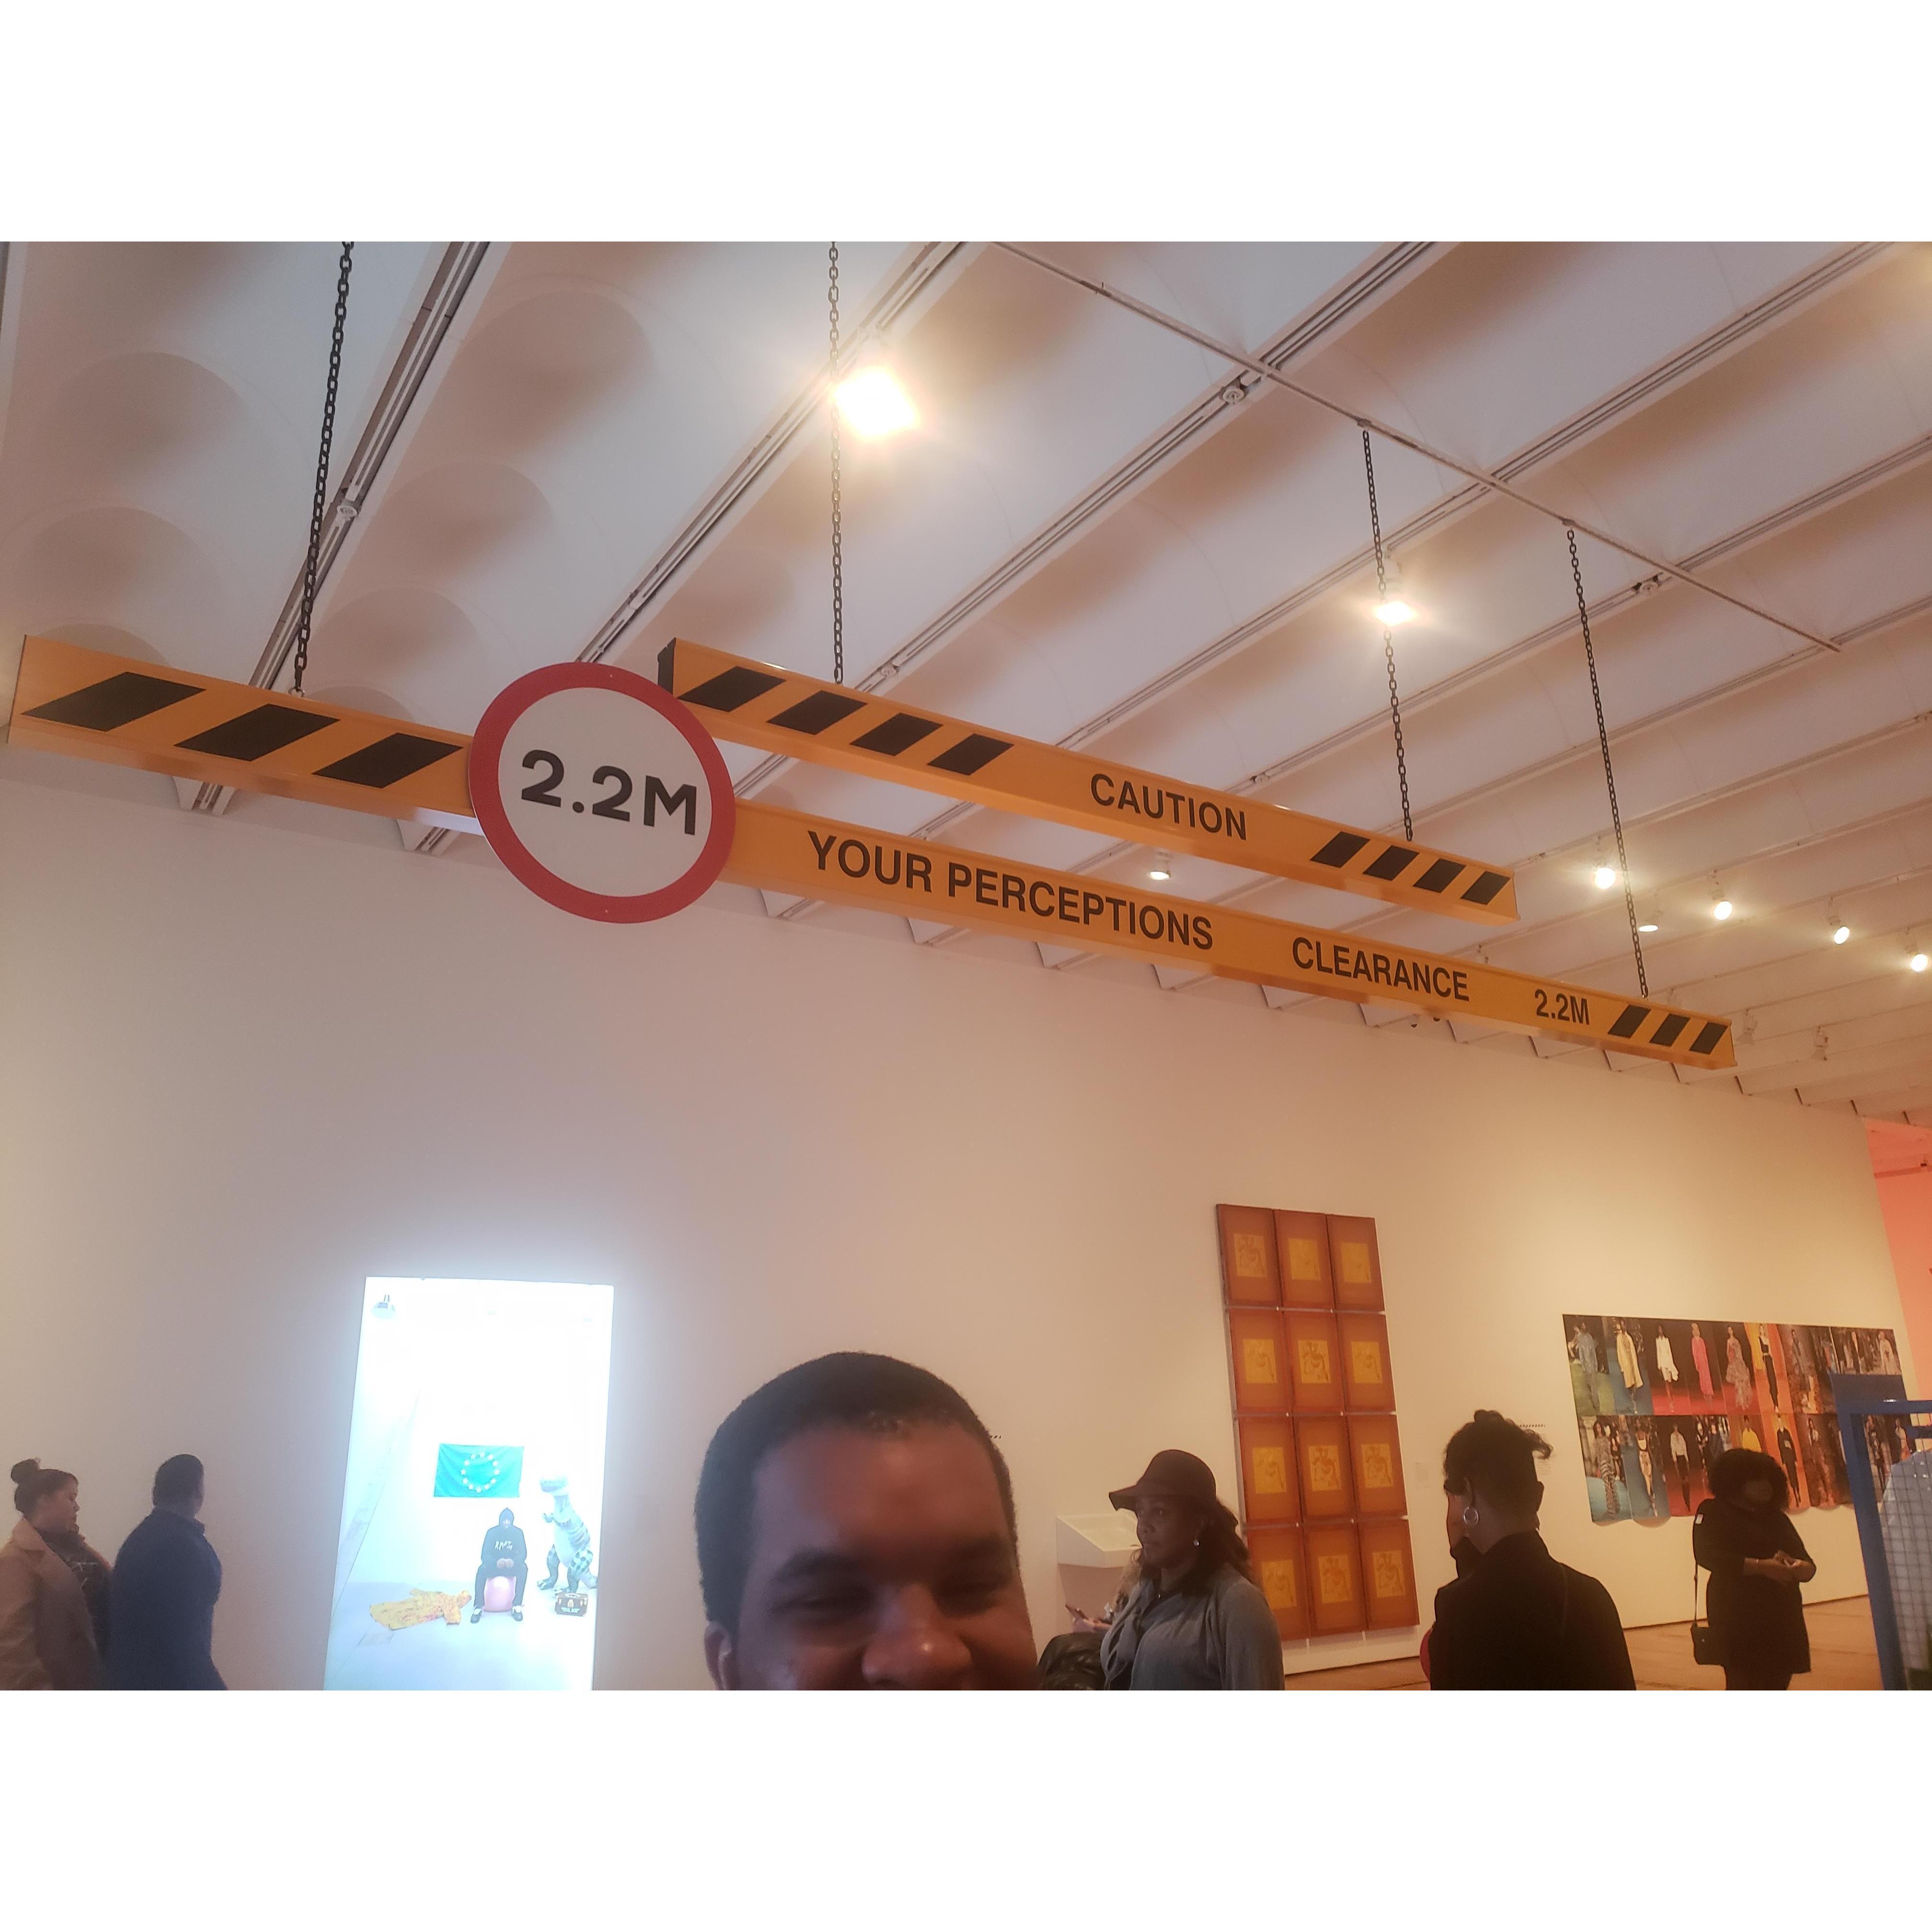 CAUTION
2.2M
YOUR PERCEPTIONS CLEARANCE 2.2M